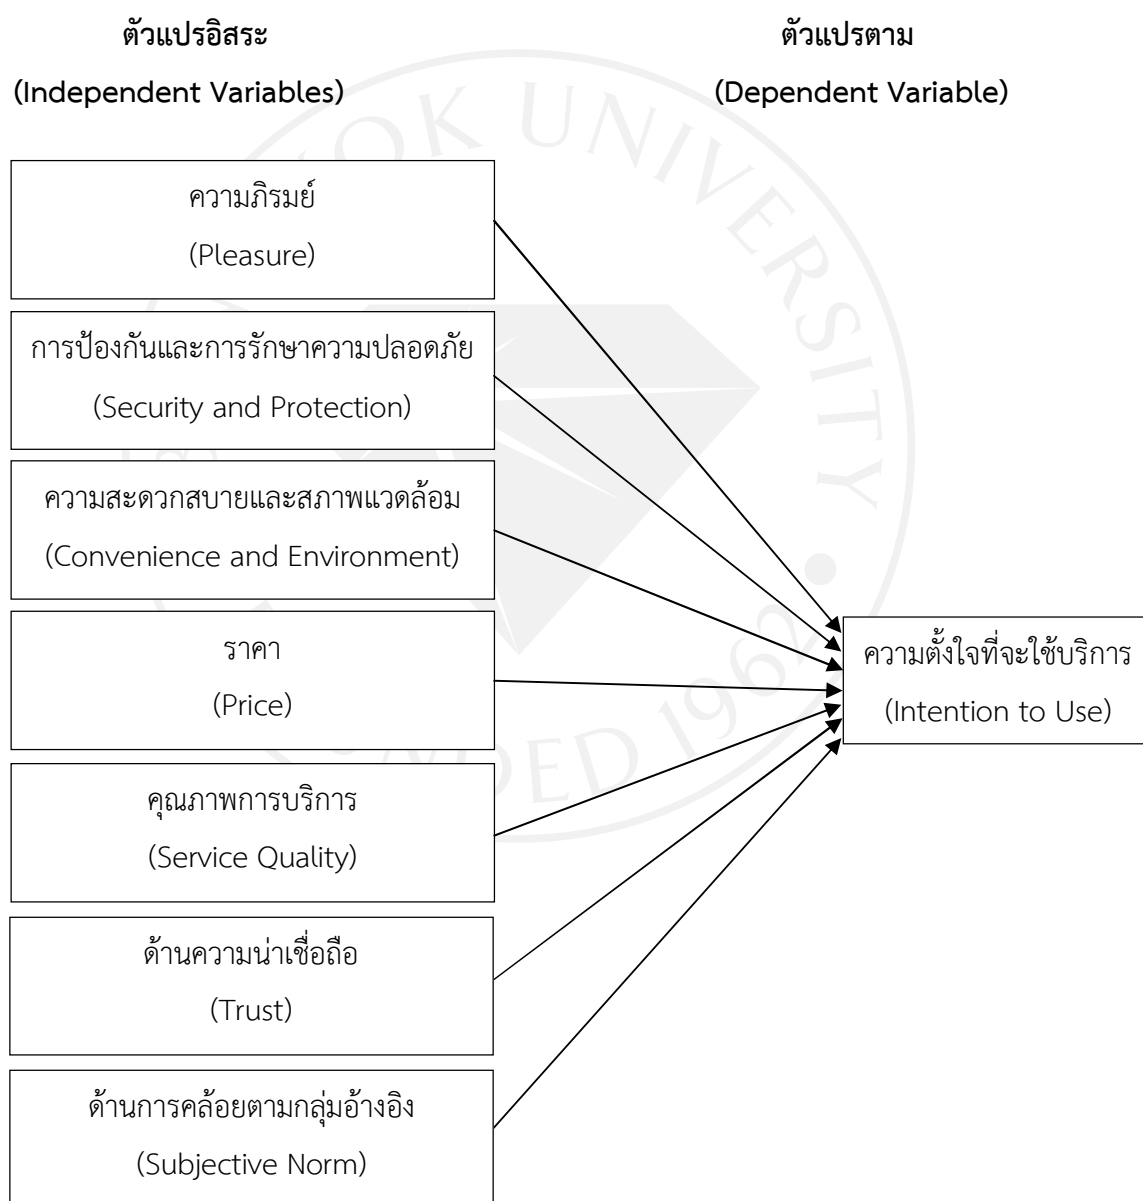 ตัวแปรอิสระ
(Independent Variables)
ตัวแปรตาม
(Dependent Variable)
ความภิรมย์
(Pleasure)
การป้องกันและการรักษาความปลอดภัย
(Security and Protection)
ความสะดวกสบายและสภาพแวดล้อม
(Convenience and Environment)
ราคา
(Price)
คุณภาพการบริการ
(Service Quality)
ด้านความน่าเชื่อถือ
(Trust)
ด้านการคล้อยตามกลุ่มอ้างอิง
(Subjective Norm)
ความตั้งใจที่จะใช้บริการ
(Intention to Use)
OK UNIVERSITY
DED 1962